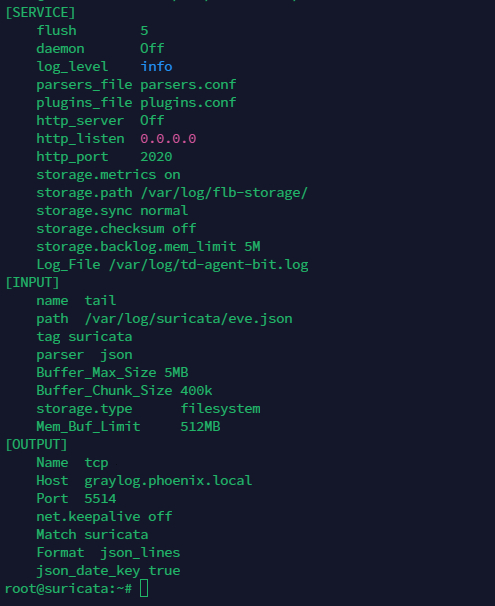 [SERVICE]
    flush        5
    daemon       Off
    log_level    info
    parsers_file parsers.conf
    plugins_file plugins.conf
    http_server  Off
    http_listen  0.0.0.0
    http_port    2020
    storage.metrics on
    storage.path /var/log/flb-storage/
    storage.sync normal
    storage.checksum off
    storage.backlog.mem_limit 5M
    Log_File /var/log/td-agent-bit.log
[INPUT]
    name  tail
    path  /var/log/suricata/eve.json
    tag suricata
    parser  json
    Buffer_Max_Size 5MB
    Buffer_Chunk_Size 400k
    storage.type      filesystem
    Mem_Buf_Limit     512MB
[OUTPUT]
    Name  tcp
    Host  graylog.phoenix.local
    Port  5514
    net.keepalive off
    Match suricata
    Format  json_lines
    json_date_key true
root@suricata:~#